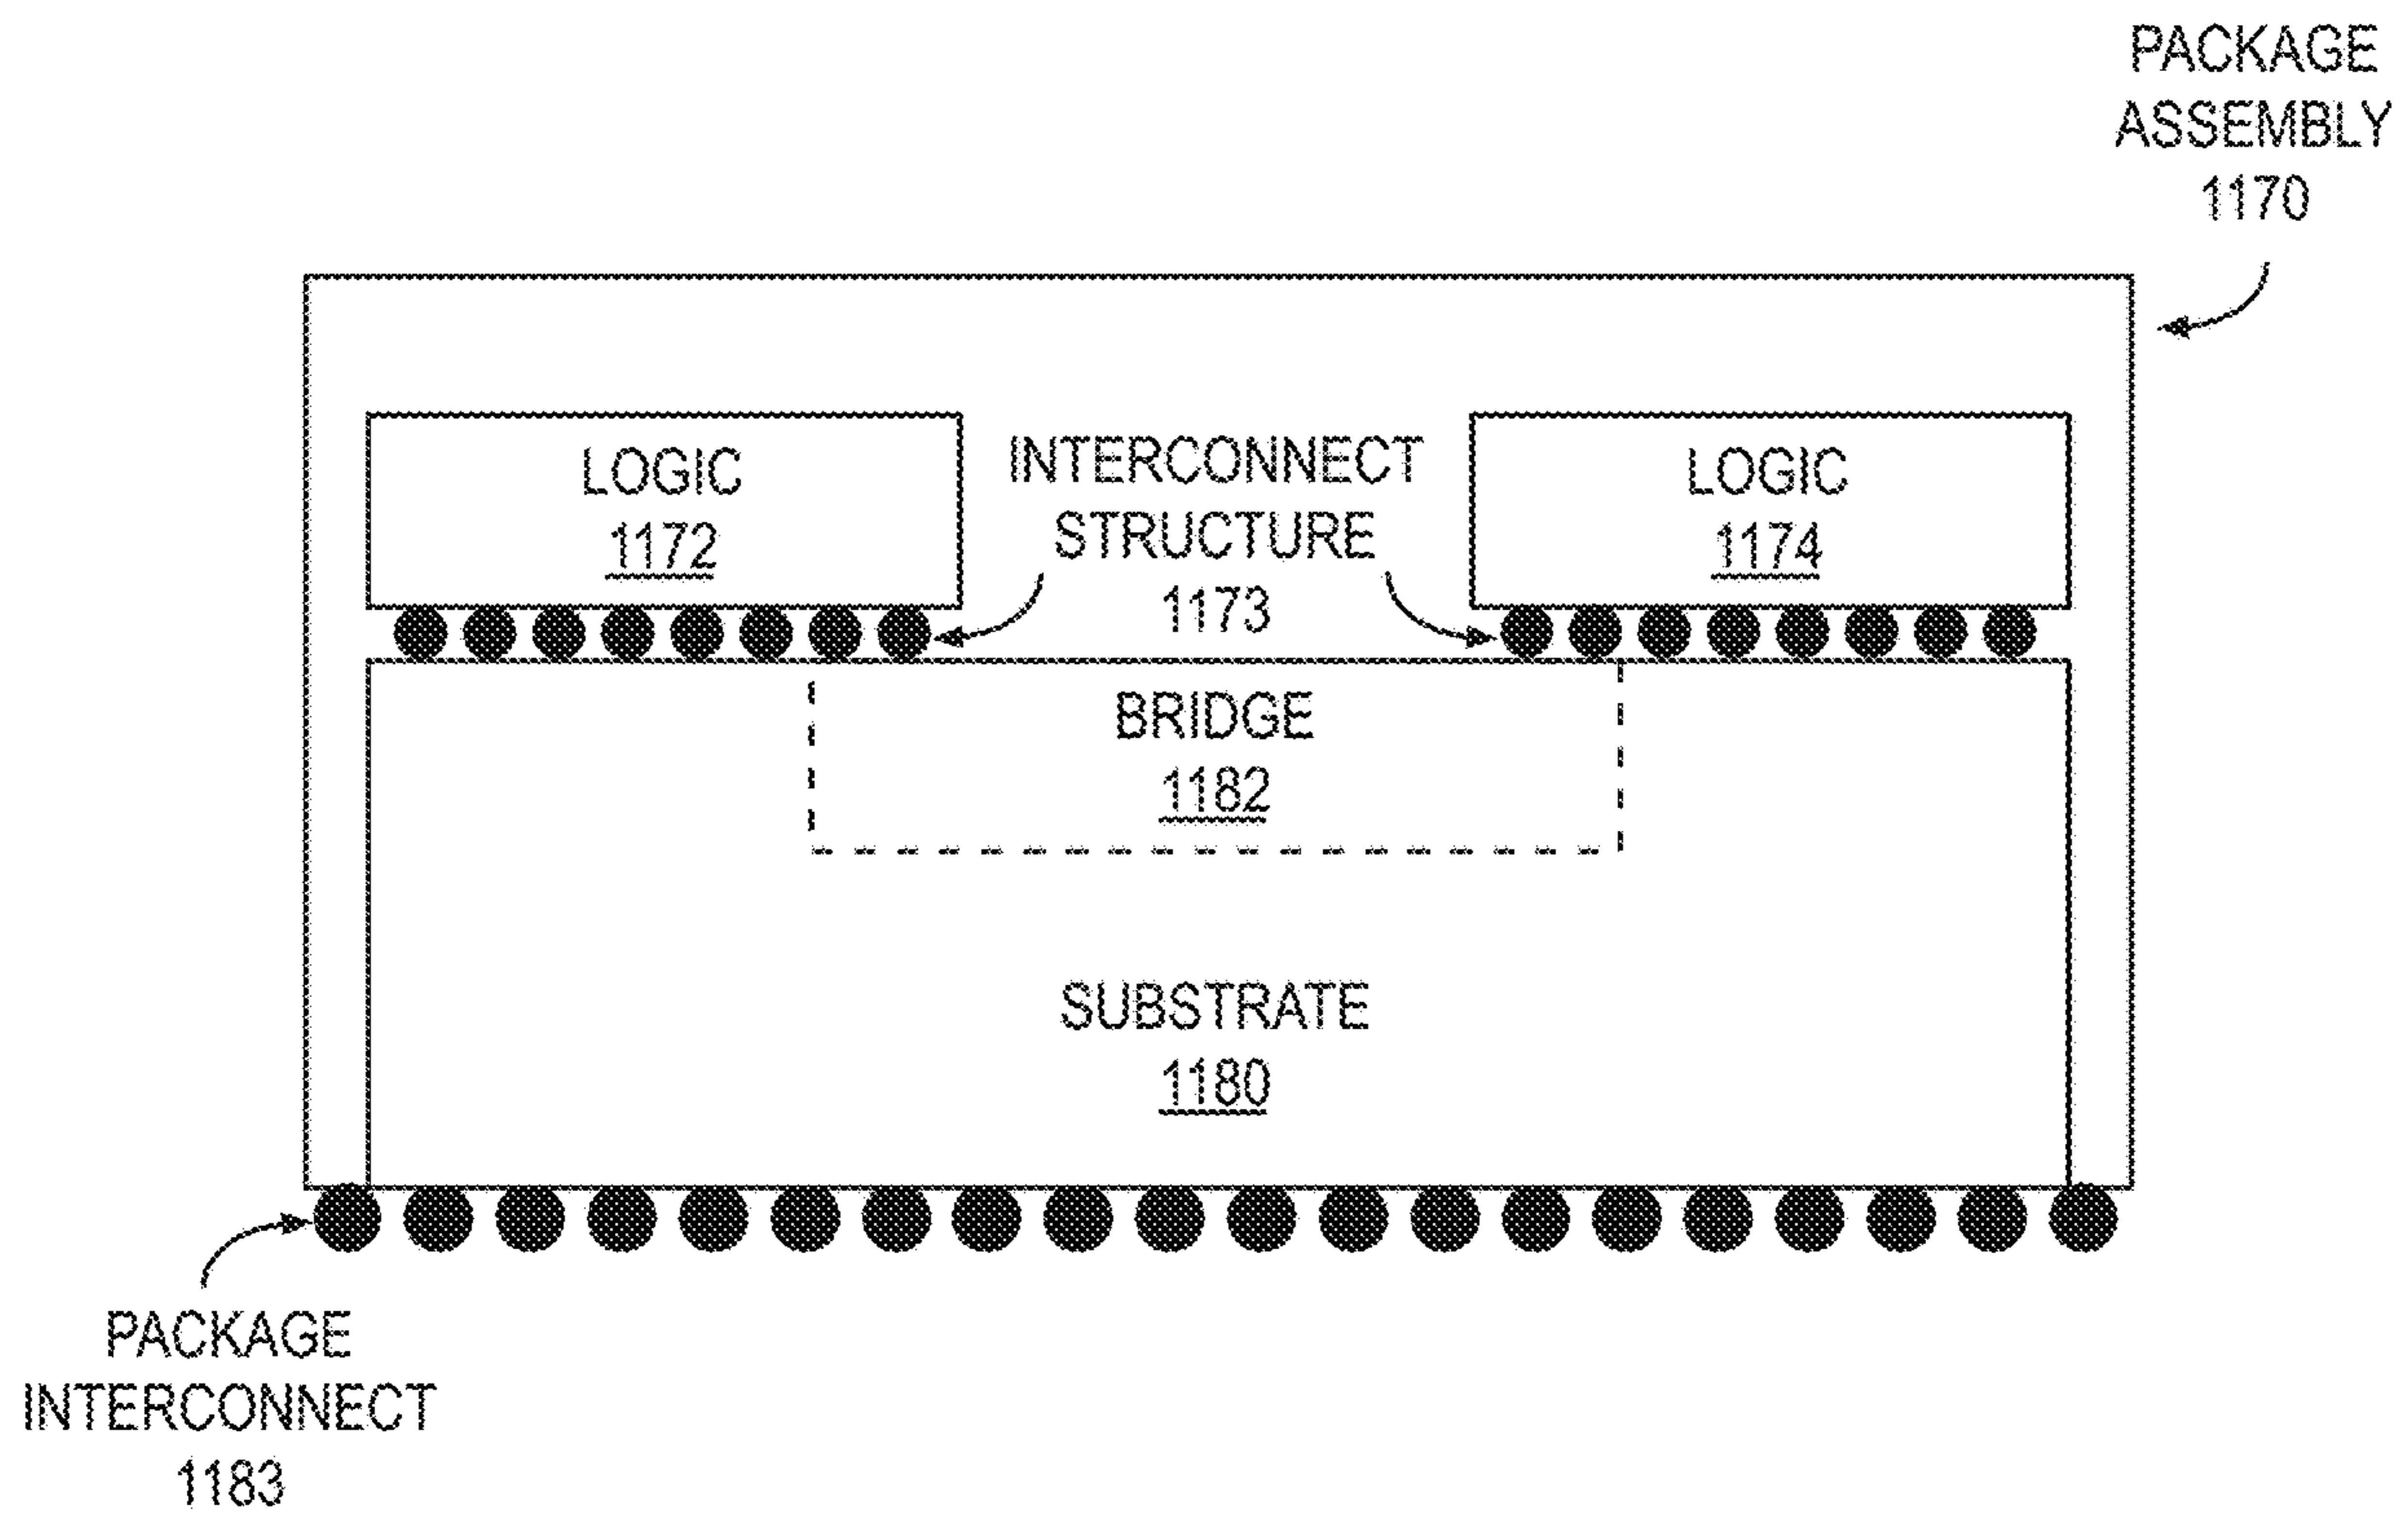 PACKAGE
ASSEMBLY
1170
LOGIC
1172
INTERCONNECT
STRUCTURE
1173
LOGIC
1174
BRIDGE
1182
SUBSTRATE
1180
PACKAGE
INTERCONNECT
1183